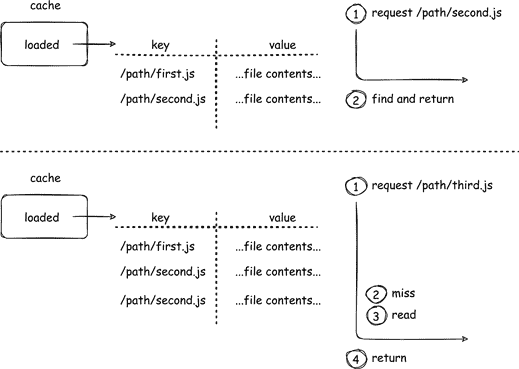 cache
loaded
key value
/path/first.js ...file contents...
/path/second.js ...file contents...
1 request /path/second.js
2 find and return
cache
loaded
key value
/path/first.js ...file contents...
/path/second.js ...file contents...
/path/second.js ...file contents...
1 request /path/third.js
2 miss
3 read
4 return